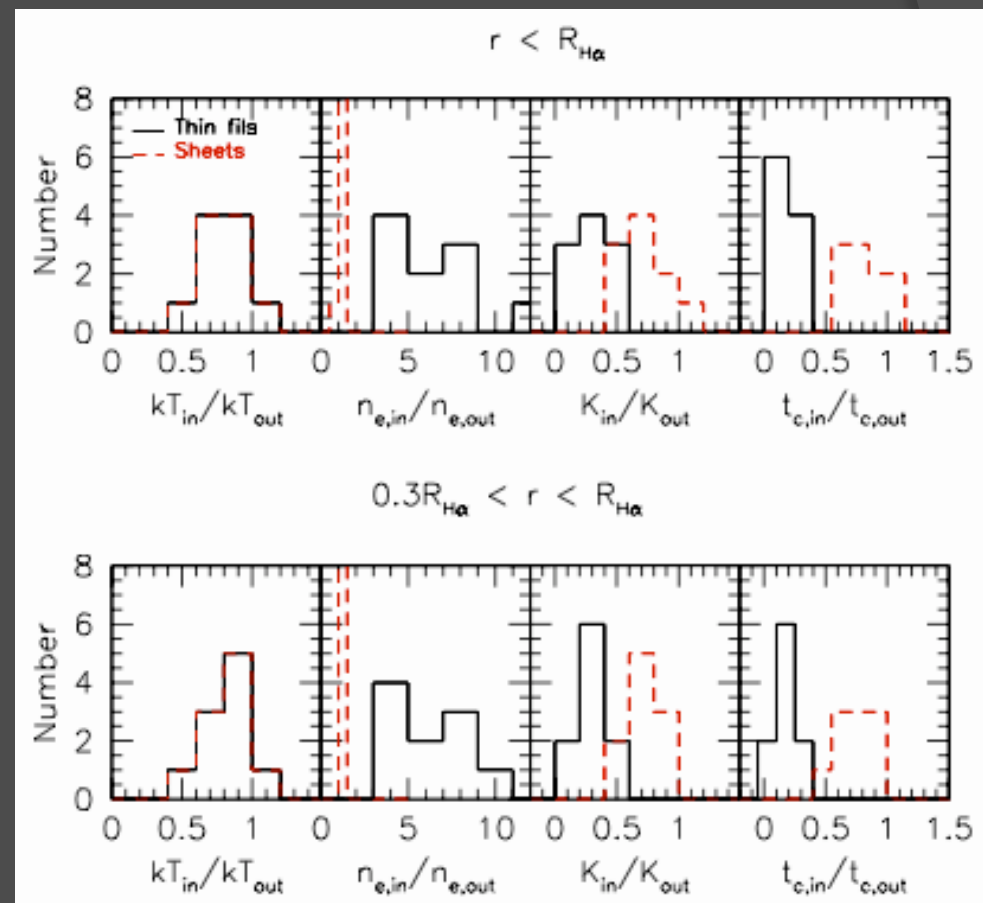 r < R_Hα
8
Thin fils
Sheets
6
4
2
0
Number
0 0.5 1 0 5 10 0 0.5 1 0 0.5 1 1.5
kT_in/kT_out n_e,in/n_e,out K_in/K_out t_c,in/t_c,out
0.3R_Hα < r < R_Hα
8
6
4
2
0
Number
0 0.5 1 0 5 10 0 0.5 1 0 0.5 1 1.5
kT_in/kT_out n_e,in/n_e,out K_in/K_out t_c,in/t_c,out